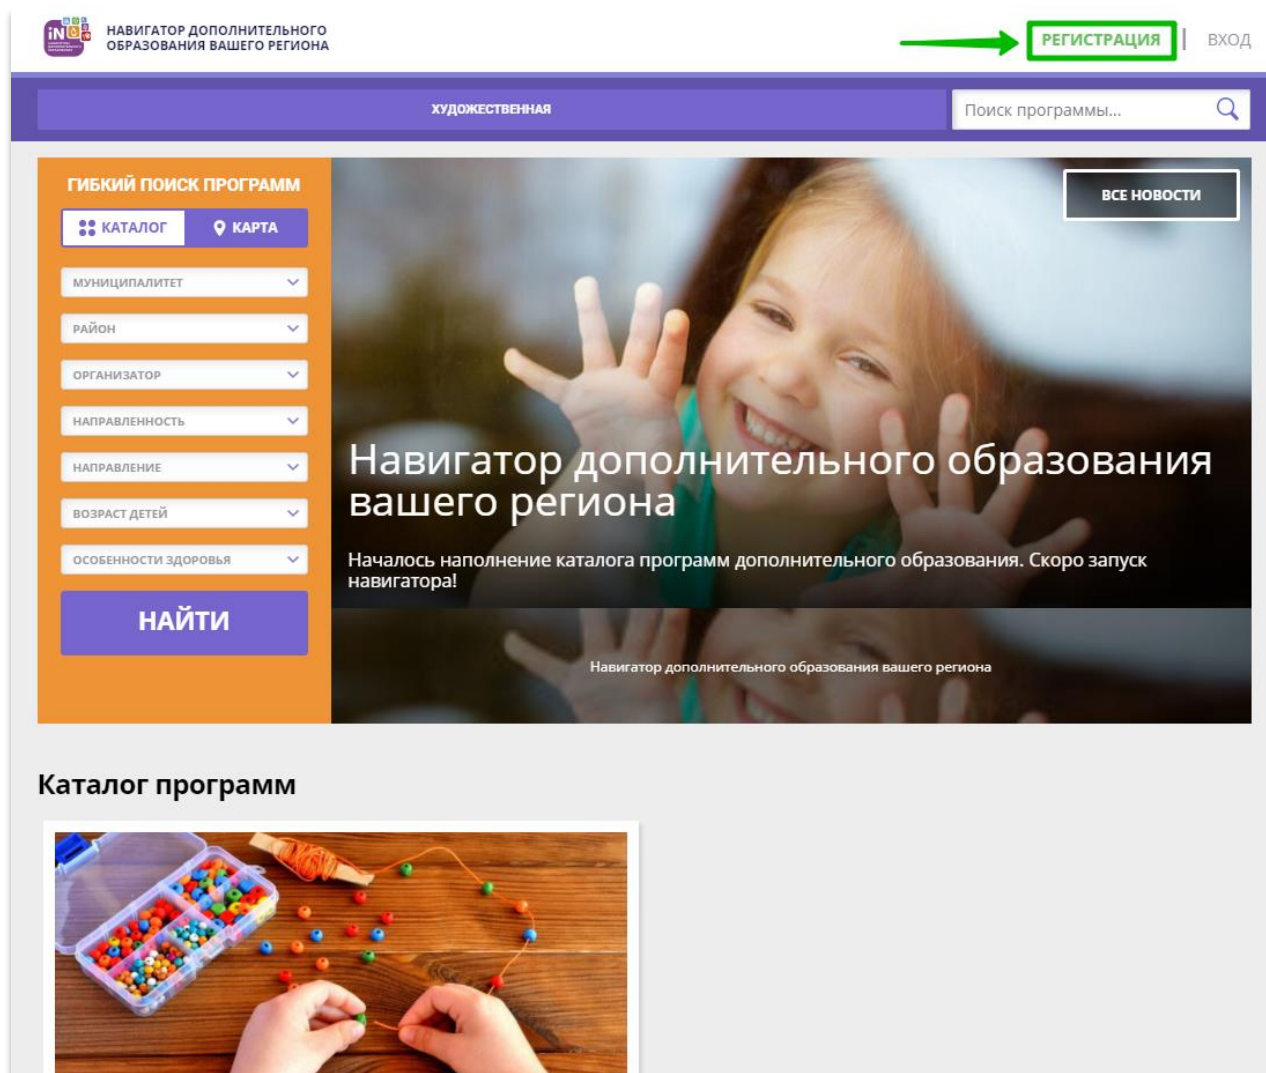 iN
НАВИГАТОР ДОПОЛНИТЕЛЬНОГО
ОБРАЗОВАНИЯ ВАШЕГО РЕГИОНА
РЕГИСТРАЦИЯ | ВХОД
ХУДОЖЕСТВЕННАЯ
Поиск программы...
ГИБКИЙ ПОИСК ПРОГРАММ
КАТАЛОГ
КАРТА
МУНИЦИПАЛИТЕТ
РАЙОН
ОРГАНИЗАТОР
НАПРАВЛЕННОСТЬ
НАПРАВЛЕНИЕ
ВОЗРАСТ ДЕТЕЙ
ОСОБЕННОСТИ ЗДОРОВЬЯ
НАЙТИ
ВСЕ НОВОСТИ
Навигатор дополнительного образования
вашего региона
Началось наполнение каталога программ дополнительного образования. Скоро запуск
навигатора!
Навигатор дополнительного образования вашего региона
Каталог программ